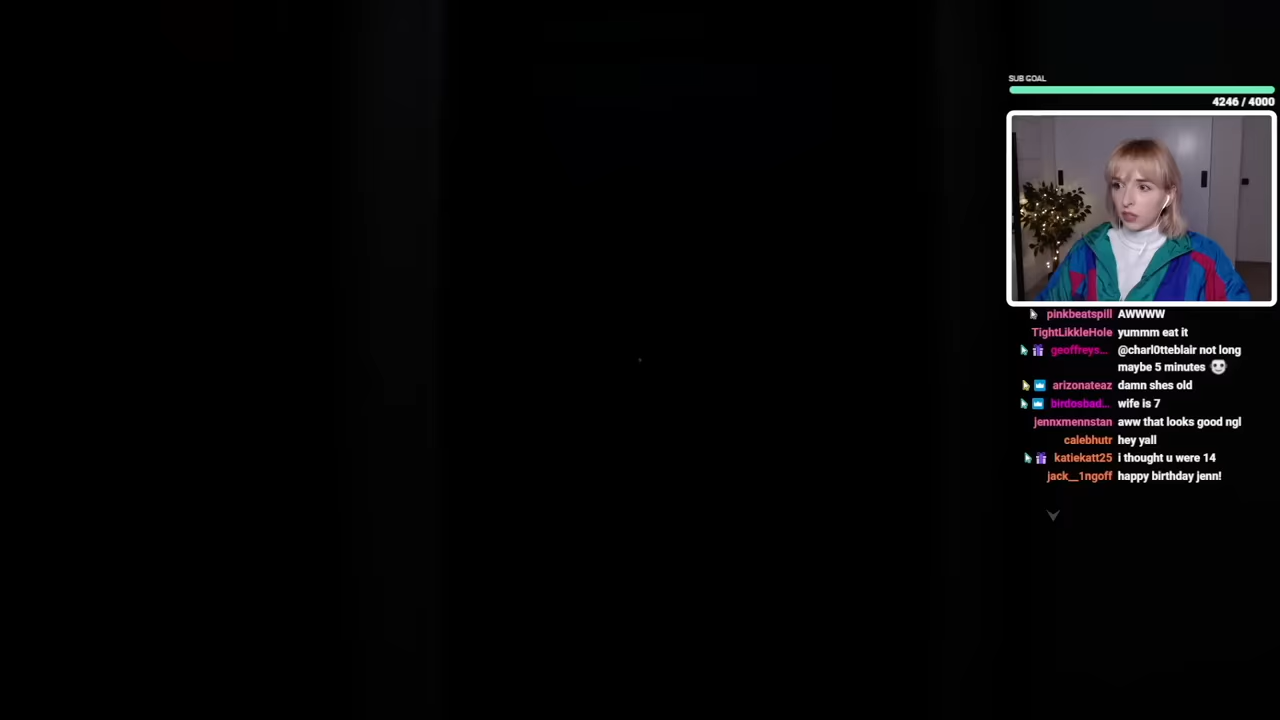 SUB GOAL
4246 / 4000
pinkbeatspill AWWWW
TightLikkleHole yummm eat it
geoffreys... @charl0tteblair not long
maybe 5 minutes
arizonateaz damn shes old
birdosbad... wife is 7
jennxmennstan aww that looks good ngl
calebhutr hey yall
katiekatt25 i thought u were 14
jack__1ngoff happy birthday jenn!